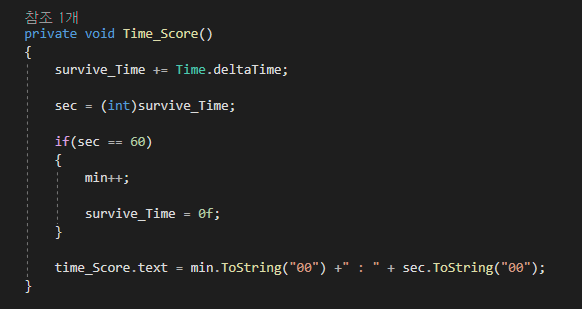 참조 1개
private void Time_Score()
{
survive_Time += Time.deltaTime;
sec = (int)survive_Time;
if(sec == 60)
{
min++;
survive_Time = 0f;
}
time_Score.text = min.ToString("00") +" : " + sec.ToString("00");
}